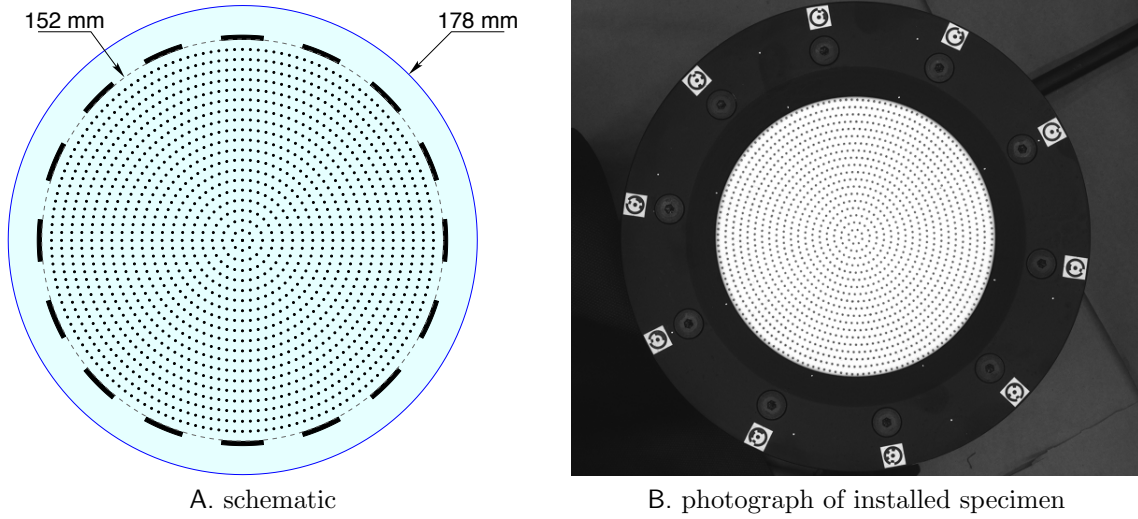 152 mm
178 mm
A. schematic
B. photograph of installed specimen